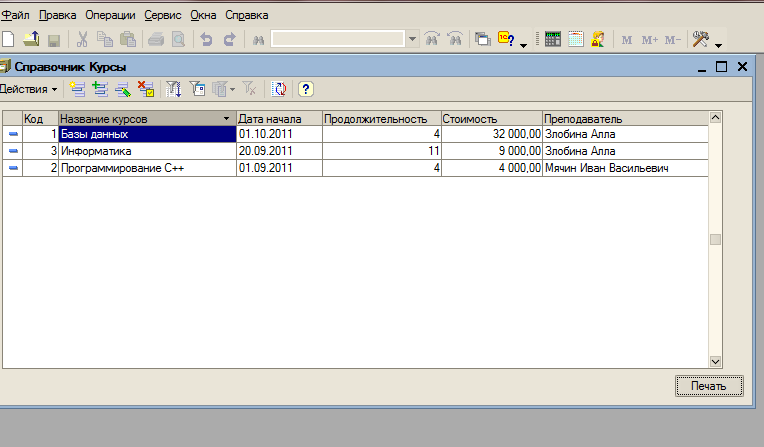 Файл Правка Операции Сервис Окна Справка
M M+ M-
Справочник Курсы
Действия
Код Название курсов Дата начала Продолжительность Стоимость Преподаватель
1 Базы данных 01.10.2011 4 32 000,00 Злобина Алла
3 Информатика 20.09.2011 11 9 000,00 Злобина Алла
2 Программирование С++ 01.09.2011 4 4 000,00 Мячин Иван Васильевич
Печать